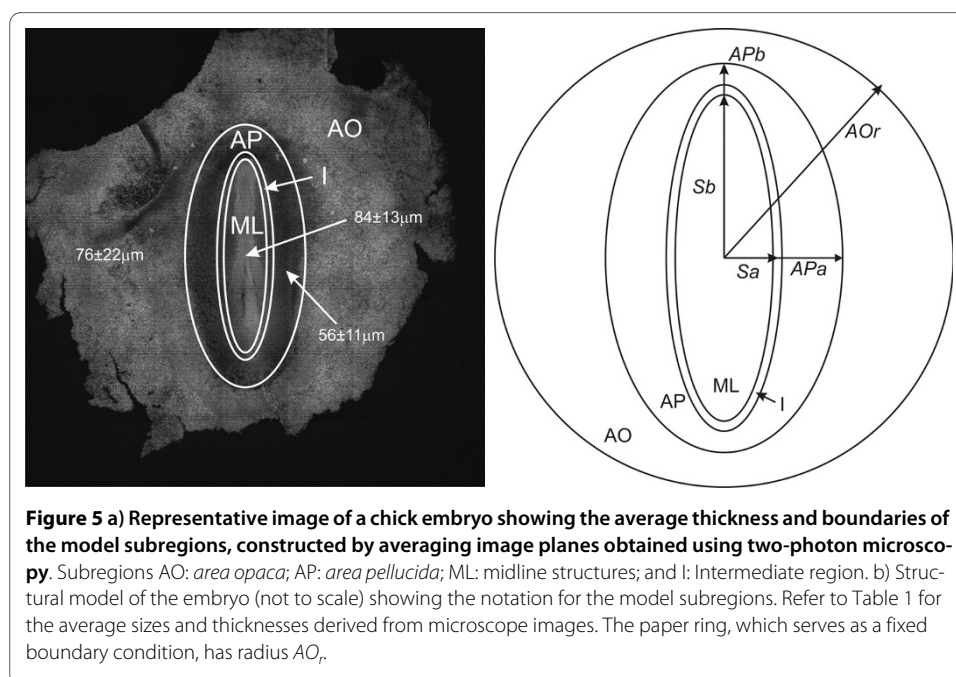 AP
AO
I
ML
84±13μm
76±22μm
56±11μm
APb
AOr
Sb
Sa
APa
ML
AP
I
AO
Figure 5 a) Representative image of a chick embryo showing the average thickness and boundaries of
the model subregions, constructed by averaging image planes obtained using two-photon microsco-
py. Subregions AO: area opaca; AP: area pellucida; ML: midline structures; and I: Intermediate region. b) Struc-
tural model of the embryo (not to scale) showing the notation for the model subregions. Refer to Table 1 for
the average sizes and thicknesses derived from microscope images. The paper ring, which serves as a fixed
boundary condition, has radius AOr.